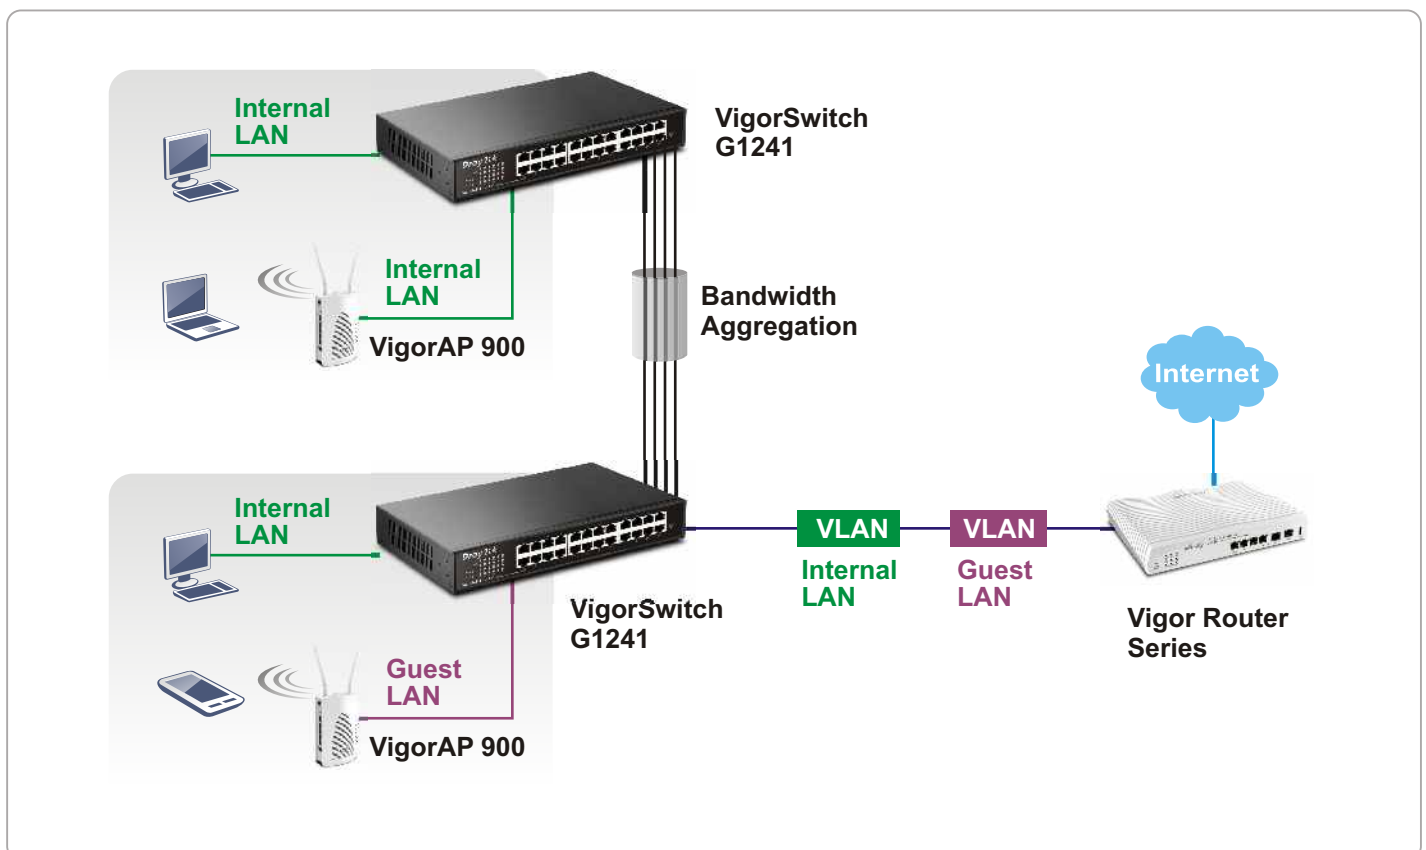 Internal
LAN
VigorSwitch
G1241
Internal
LAN
VigorAP 900
Bandwidth
Aggregation
Internet
Internal
LAN
VLAN
VLAN
Internal
LAN
Guest
LAN
VigorSwitch
G1241
Vigor Router
Series
Guest
LAN
VigorAP 900